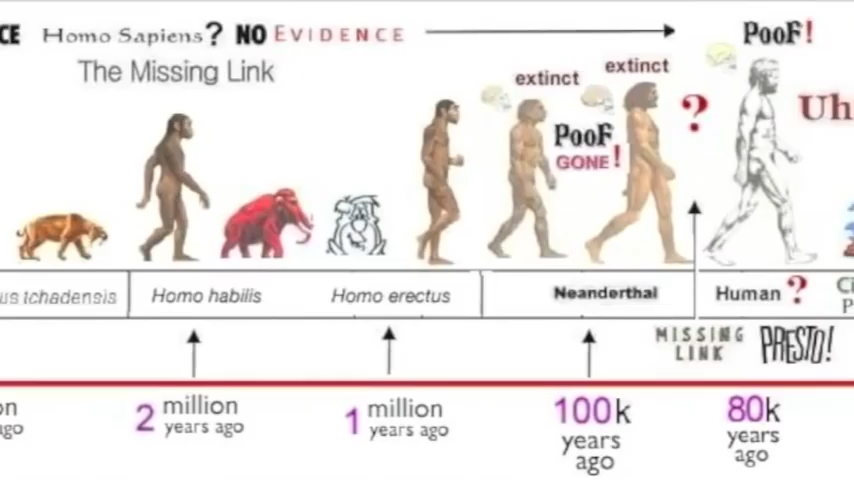 CE Homo Sapiens? NO EVIDENCE
PooF!
The Missing Link
extinct
extinct
PooF
GONE!
?
Uh
us tchadensis
Homo habilis
Homo erectus
Neanderthal
Human ?
Ci
P
MISSING
LINK
PRESTO!
on
ago
2 million
years ago
1 million
years ago
100k
years
ago
80k
years
ago